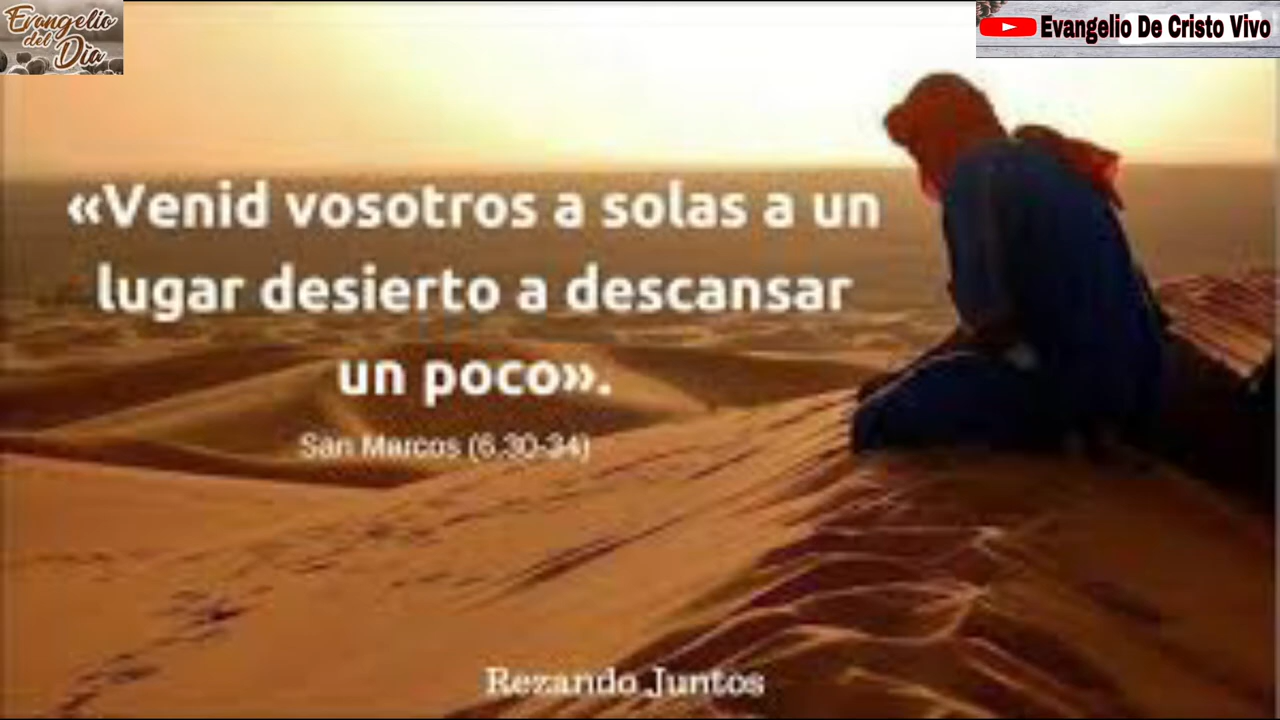 Evangelio
del
Día
Evangelio De Cristo Vivo
«Venid vosotros a solas a un
lugar desierto a descansar
un poco».
San Marcos (6.30-34)
Rezando Juntos